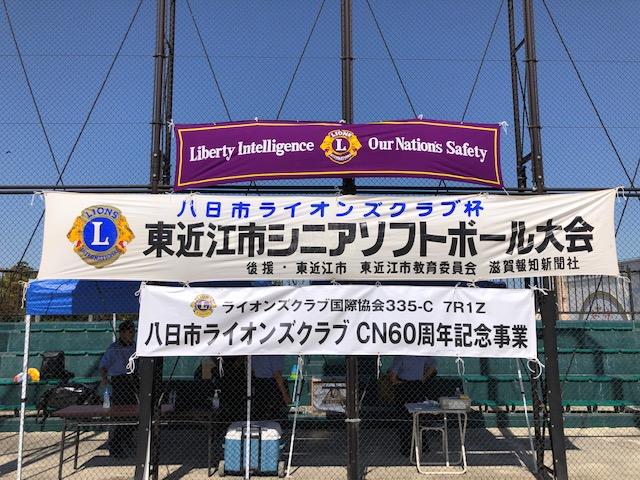 Liberty Intelligence LIONS L INTERNATIONAL Our Nation's Safety
八日市ライオンズクラブ杯
LIONS L INTERNATIONAL 東近江市シニアソフトボール大会
後援・東近江市 東近江市教育委員会 滋賀報知新聞社
ライオンズクラブ国際協会335-C 7R1Z
八日市ライオンズクラブ CN60周年記念事業